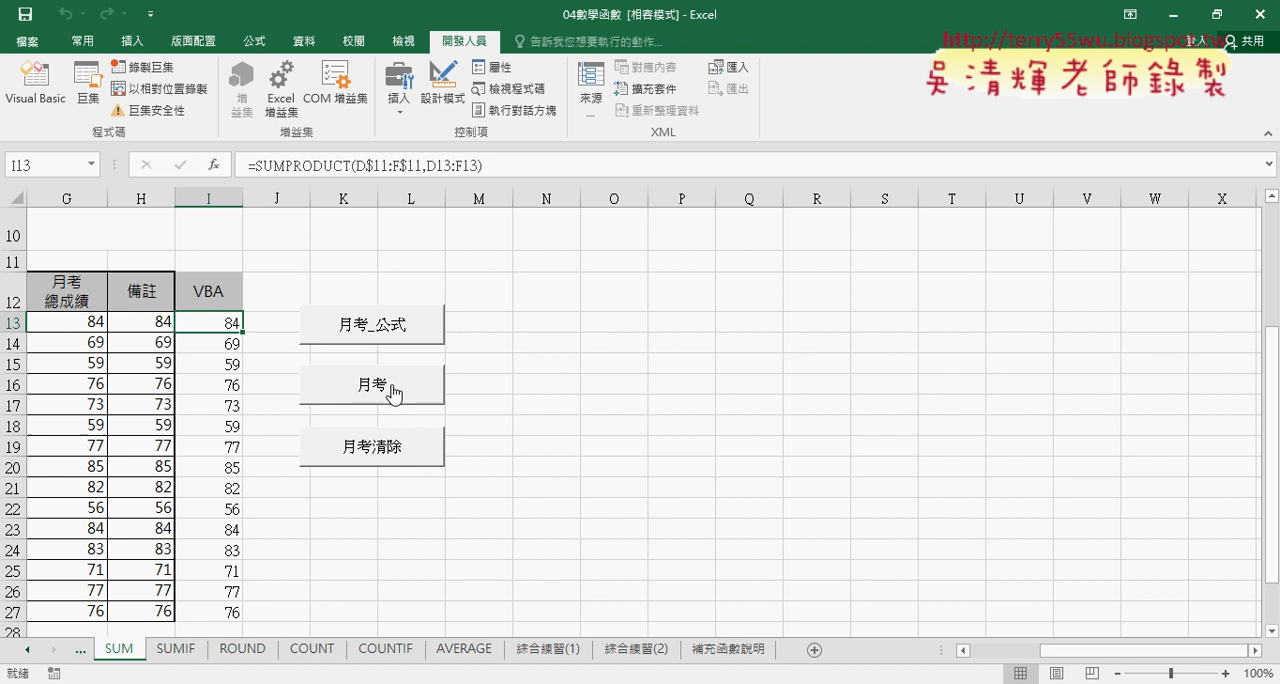 04數學函數 [相容模式] - Excel
檔案 常用 插入 版面配置 公式 資料 校閱 檢視 開發人員 告訴我您想要執行的動作... 登入 共用
http://terry55wu.blogspot.tw
吳清輝老師錄製
Visual Basic 巨集 錄製巨集 以相對位置錄製 巨集安全性 程式碼
增益集 Excel 增益集 COM 增益集 增益集
插入 設計模式 屬性 檢視程式碼 執行對話方塊 控制項
來源 ... 對應內容 擴充套件 重新整理資料 匯入 匯出 XML
I13 fx =SUMPRODUCT(D$11:F$11,D13:F13)
G H I J K L M N O P Q R S T U V W X
10
11
12 月考總成績 備註 VBA
13 84 84 84
14 69 69 69
15 59 59 59
16 76 76 76
17 73 73 73
18 59 59 59
19 77 77 77
20 85 85 85
21 82 82 82
22 56 56 56
23 84 84 84
24 83 83 83
25 71 71 71
26 77 77 77
27 76 76 76
28
月考_公式
月考
月考清除
... SUM SUMIF ROUND COUNT COUNTIF AVERAGE 綜合練習(1) 綜合練習(2) 補充函數說明
就緒 100%